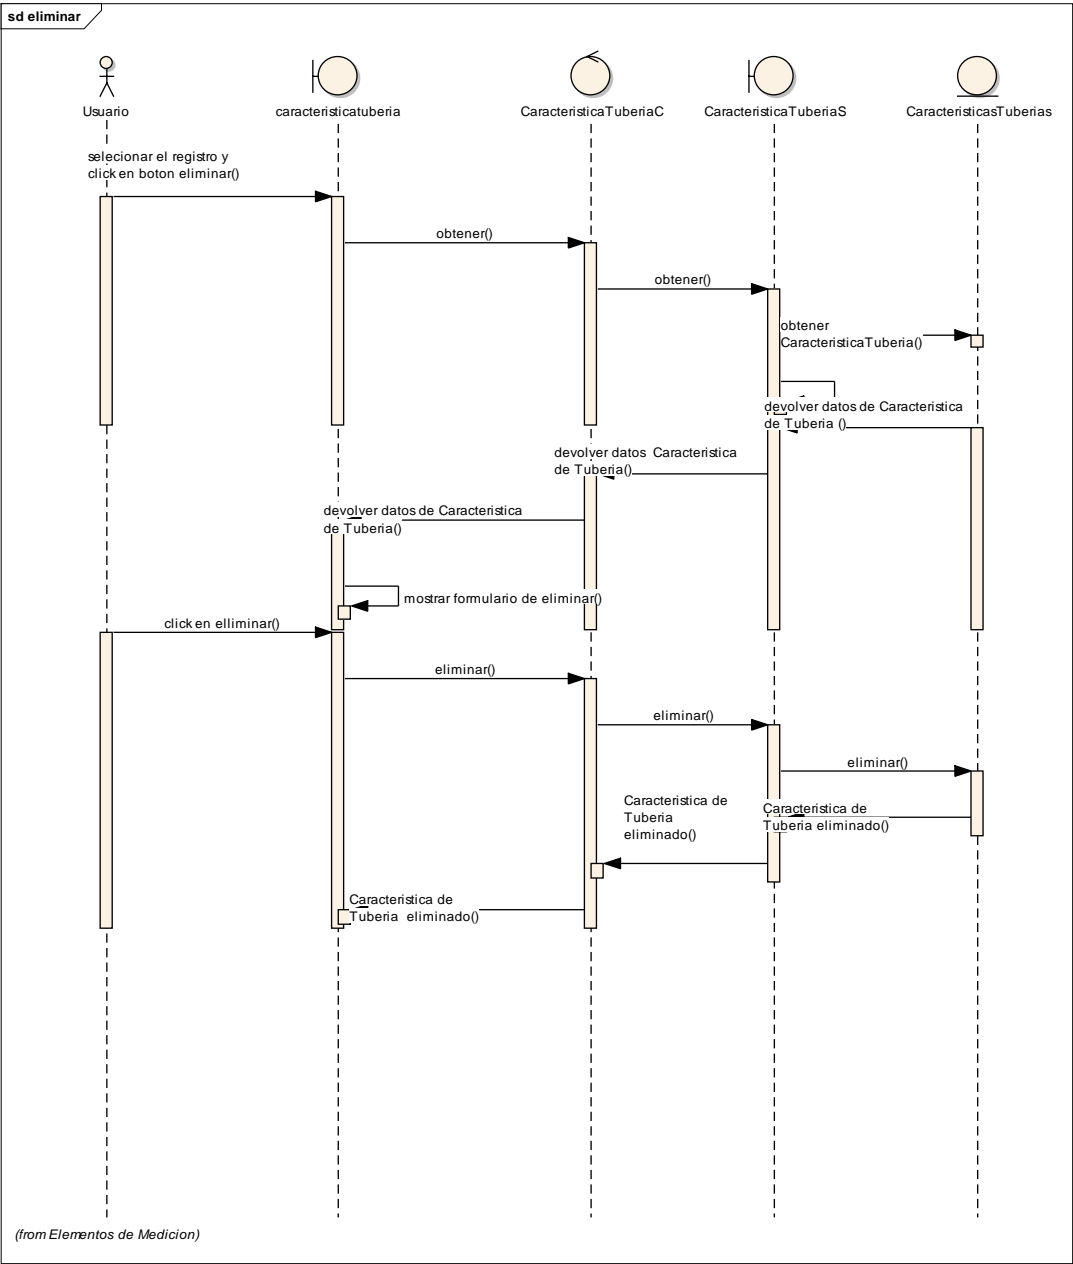 sd eliminar
Usuario
caracteristicatuberia
CaracteristicaTuberiaC
CaracteristicaTuberiaS
CaracteristicasTuberias
selecionar el registro y
click en boton eliminar()
obtener()
obtener()
obtener
CaracteristicaTuberia()
devolver datos de Caracteristica
de Tuberia ()
devolver datos Caracteristica
de Tuberia()
devolver datos de Caracteristica
de Tuberia()
mostrar formulario de eliminar()
click en elliminar()
eliminar()
eliminar()
eliminar()
Caracteristica de
Tuberia
eliminado()
Caracteristica de
Tuberia eliminado()
Caracteristica de
Tuberia eliminado()
(from Elementos de Medicion)